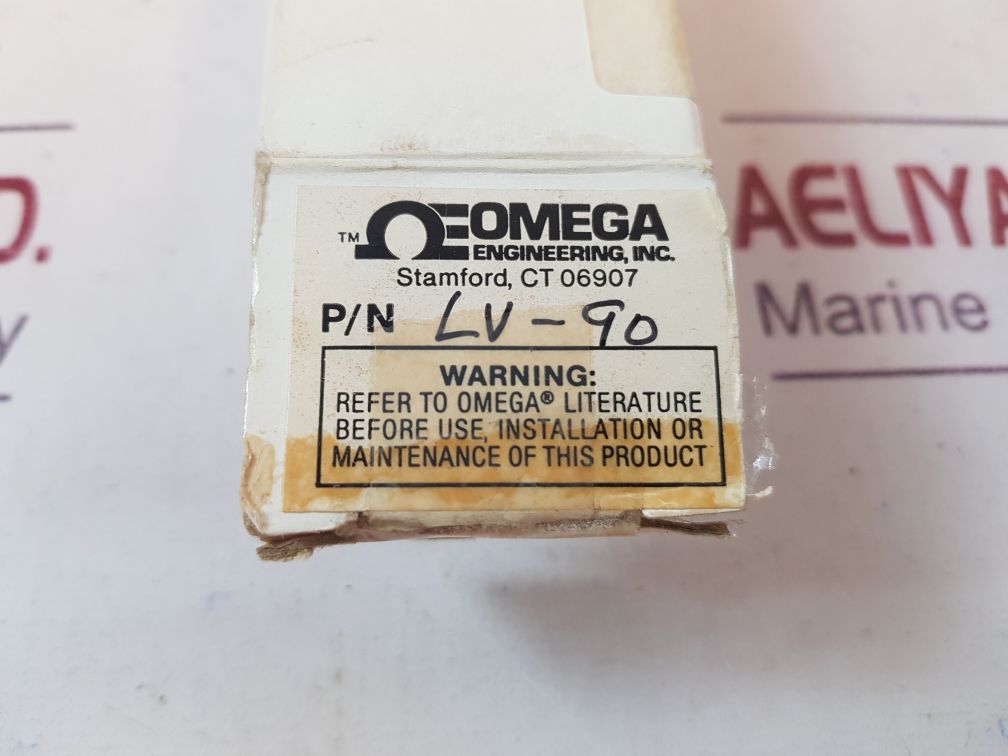 ™ OMEGA
ENGINEERING, INC.
Stamford, CT 06907
P/N LV-90
WARNING:
REFER TO OMEGA® LITERATURE
BEFORE USE, INSTALLATION OR
MAINTENANCE OF THIS PRODUCT
D.
y
AELIYA
Marine